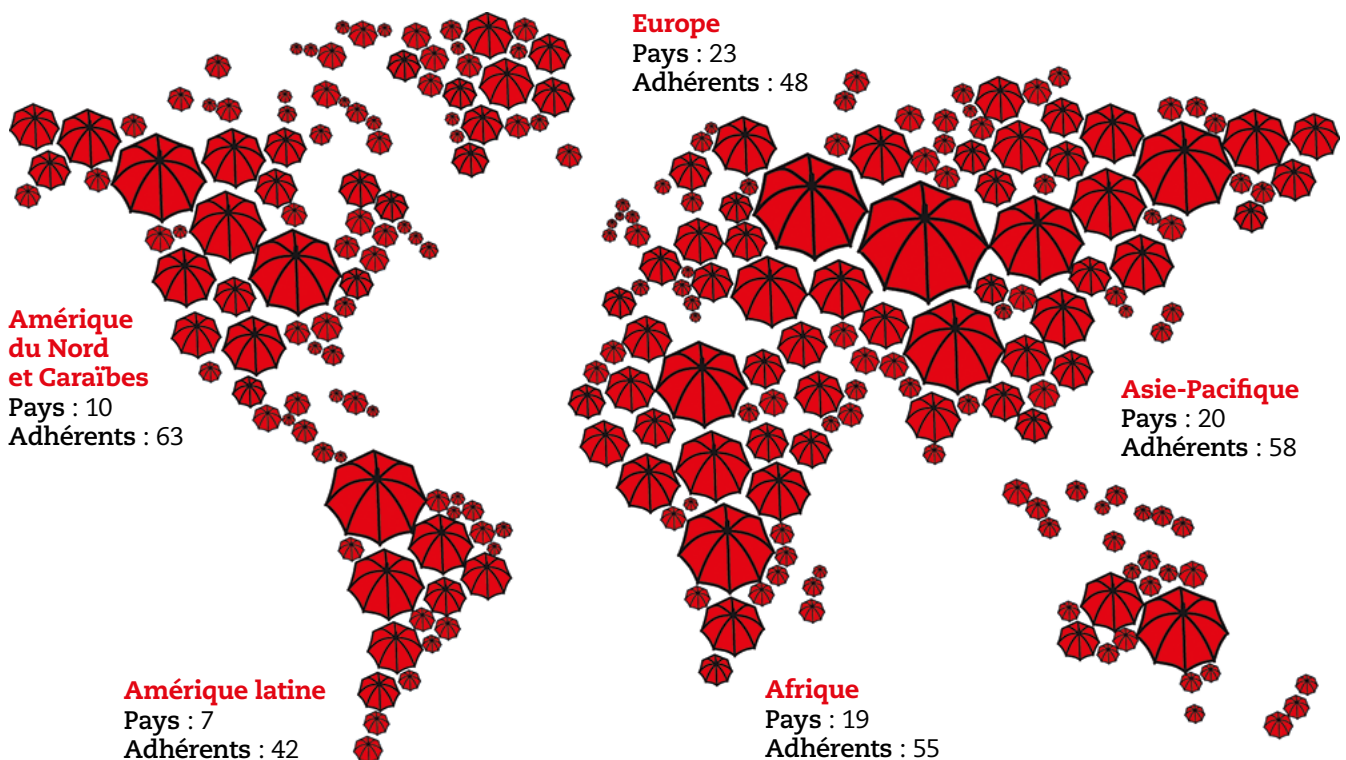 Europe
Pays : 23
Adhérents : 48
Amérique
du Nord
et Caraïbes
Pays : 10
Adhérents : 63
Asie-Pacifique
Pays : 20
Adhérents : 58
Amérique latine
Pays : 7
Adhérents : 42
Afrique
Pays : 19
Adhérents : 55